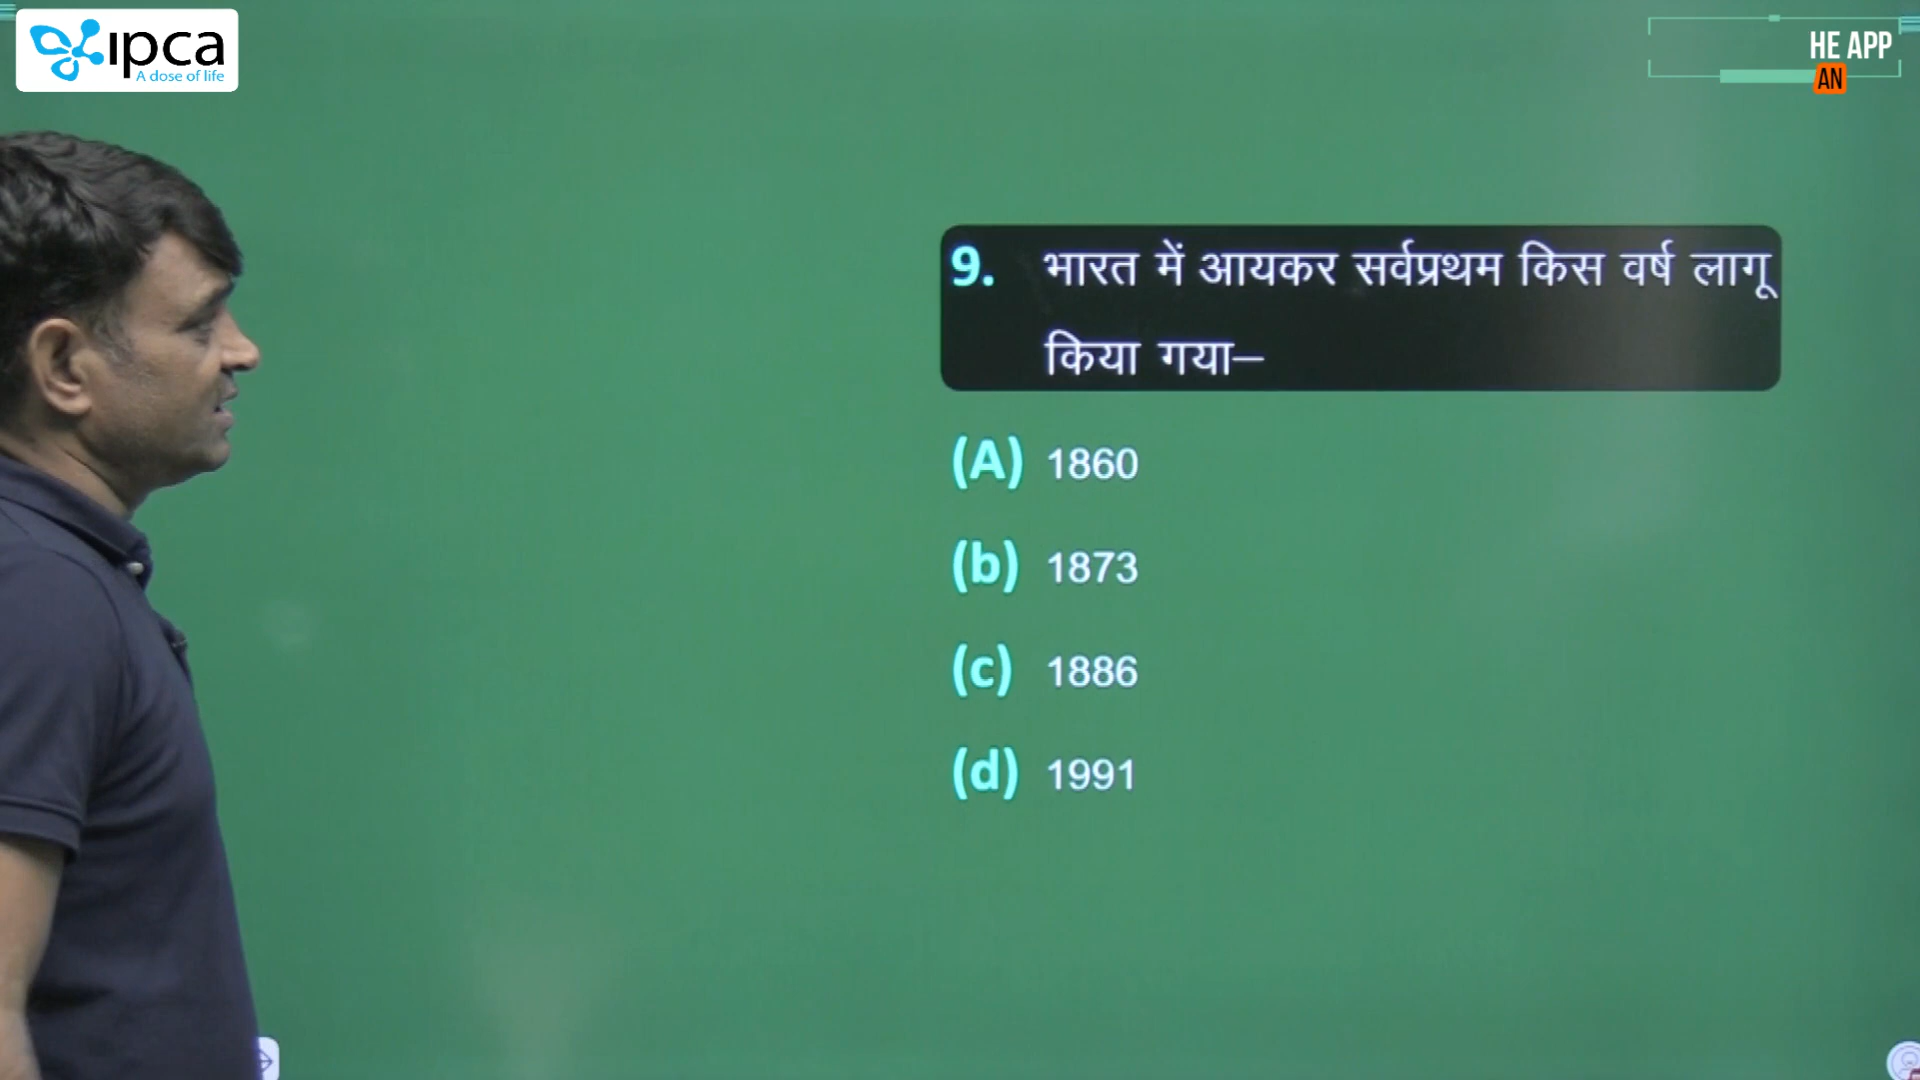 ipca
A dose of life
HE APP
AN
9. भारत में आयकर सर्वप्रथम किस वर्ष लागू
किया गया–
(A) 1860
(b) 1873
(c) 1886
(d) 1991